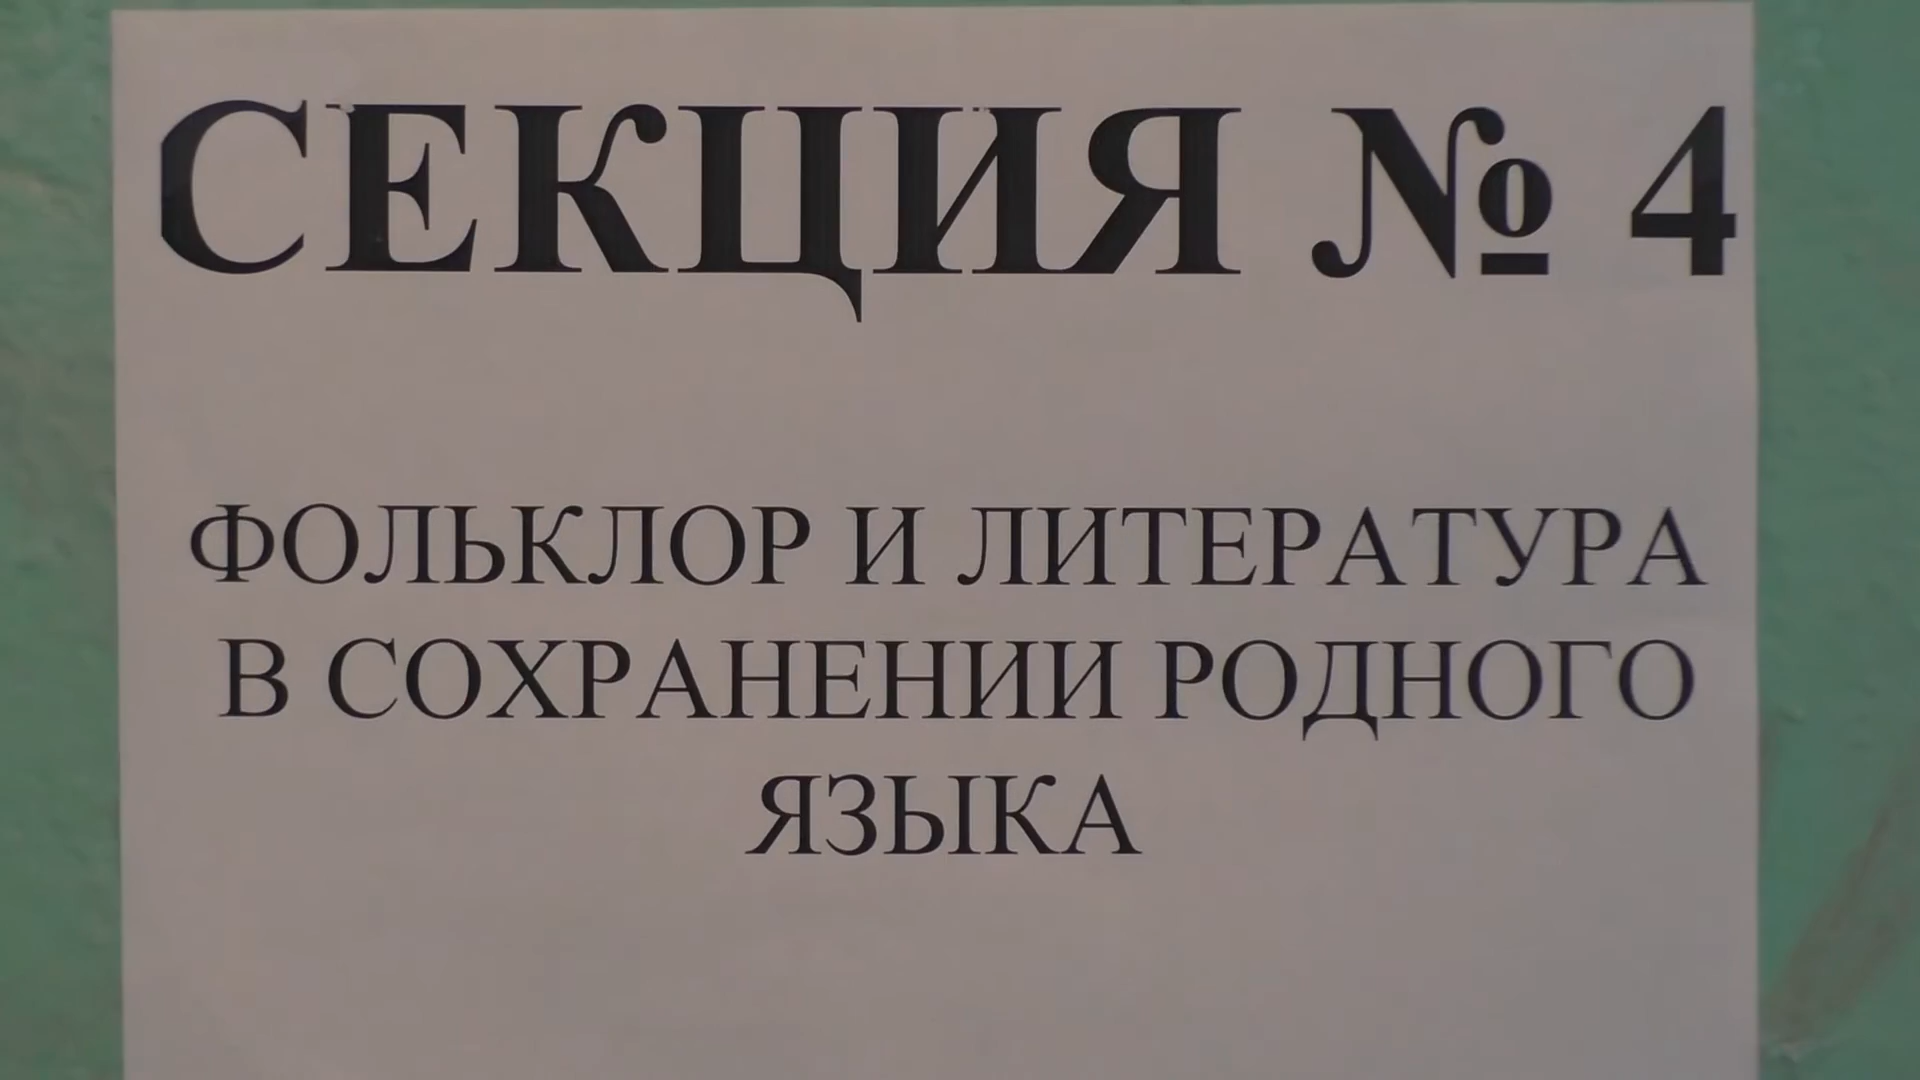 СЕКЦИЯ № 4
ФОЛЬКЛОР И ЛИТЕРАТУРА
В СОХРАНЕНИИ РОДНОГО
ЯЗЫКА